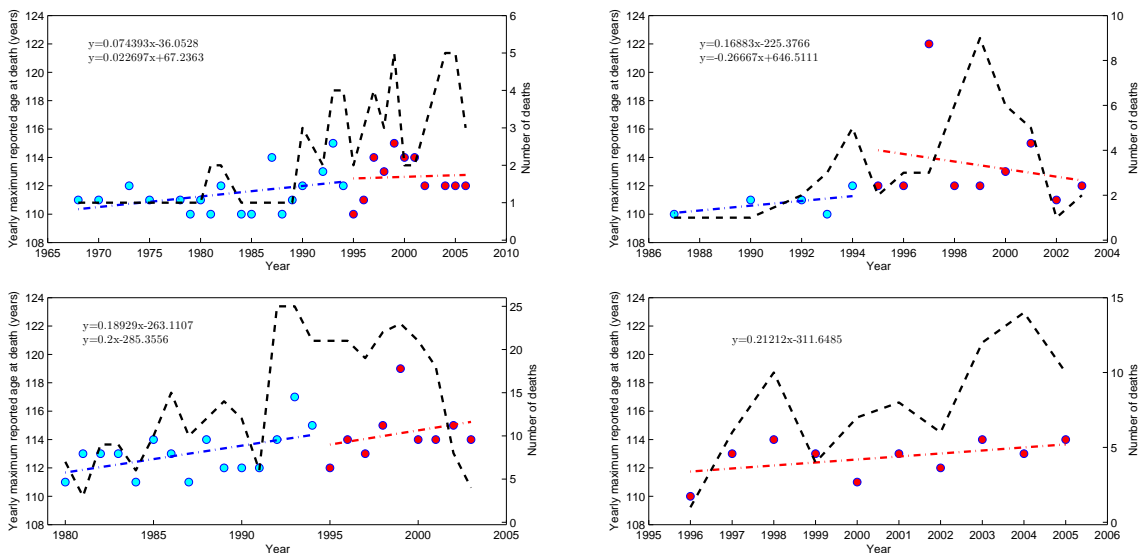 124
122
120
118
116
114
112
110
108
Yearly maximum reported age at death (years)
y=0.074393x-36.0528
y=0.022697x+67.2363
6
5
4
3
2
1
0
Number of deaths
1965 1970 1975 1980 1985 1990 1995 2000 2005 2010
Year
124
122
120
118
116
114
112
110
108
Yearly maximum reported age at death (years)
y=0.16883x-225.3766
y=-0.26667x+646.5111
10
8
6
4
2
0
Number of deaths
1986 1988 1990 1992 1994 1996 1998 2000 2002 2004
Year
124
122
120
118
116
114
112
110
108
Yearly maximum reported age at death (years)
y=0.18929x-263.1107
y=0.2x-285.3556
25
20
15
10
5
0
Number of deaths
1980 1985 1990 1995 2000 2005
Year
124
122
120
118
116
114
112
110
108
Yearly maximum reported age at death (years)
y=0.21212x-311.6485
15
10
5
0
Number of deaths
1995 1996 1997 1998 1999 2000 2001 2002 2003 2004 2005 2006
Year